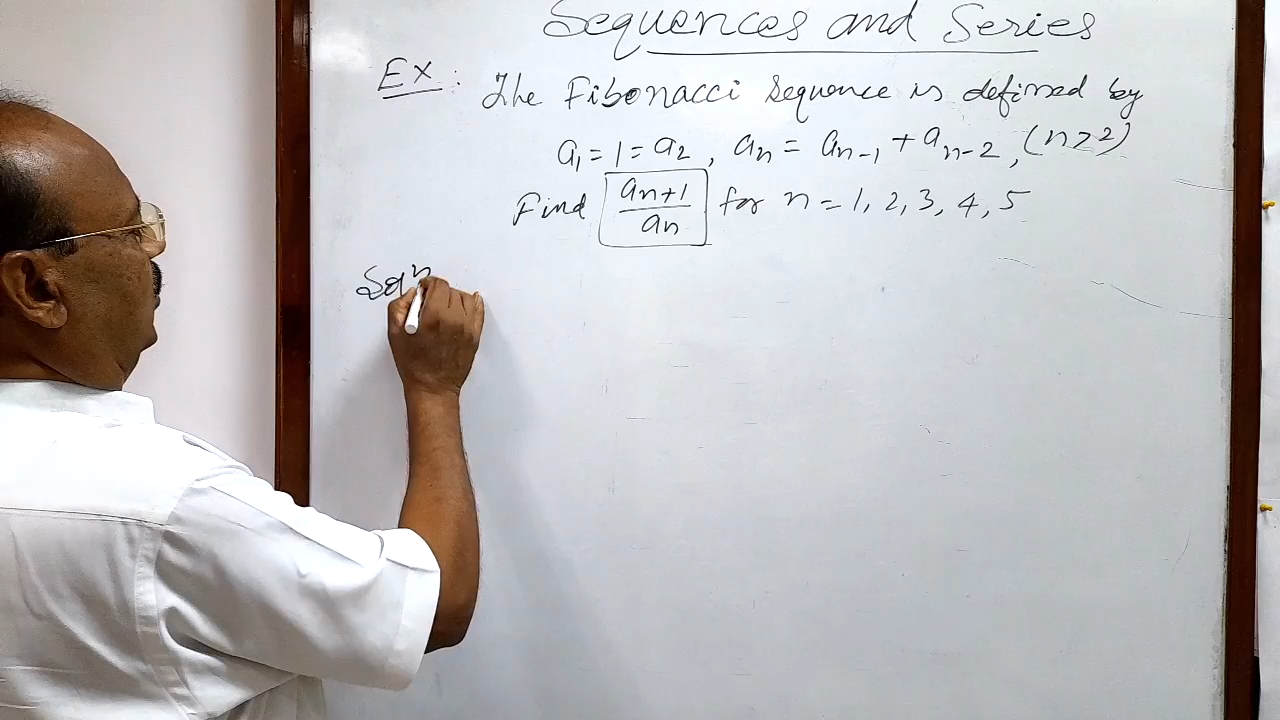 Sequences and Series
Ex: The Fibonacci sequence is defined by
a₁ = 1 = a₂, aₙ = aₙ₋₁ + aₙ₋₂, (n > 2)
Find aₙ₊₁/aₙ for n = 1, 2, 3, 4, 5
Solⁿ